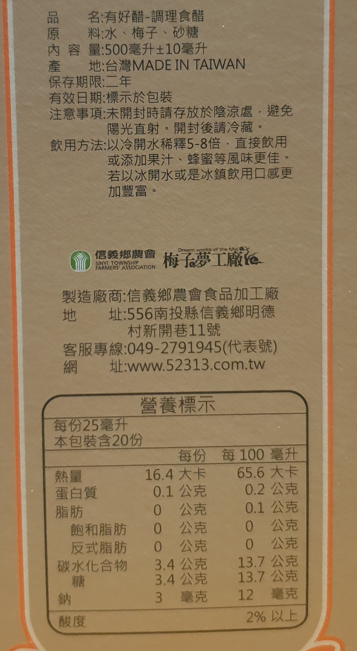 品　　名:有好醋-調理食醋
原　　料:水、梅子、砂糖
內 容 量:500毫升±10毫升
產　　地:台灣MADE IN TAIWAN
保存期限:二年
有效日期:標示於包裝
注意事項:未開封時請存放於陰涼處，避免
陽光直射。開封後請冷藏。
飲用方法:以冷開水稀釋5-8倍，直接飲用
或添加果汁、蜂蜜等風味更佳。
若以冰開水或是冰鎮飲用口感更
加豐富。
信義鄉農會 SINYI TOWNSHIP FARMERS' ASSOCIATION
Dream works of the Mei
梅子夢工廠
製造廠商:信義鄉農會食品加工廠
地　　址:556南投縣信義鄉明德
村新開巷11號
客服專線:049-2791945(代表號)
網　　址:www.52313.com.tw
營養標示
每份25毫升
本包裝含20份
每份 每 100 毫升
熱量 16.4 大卡 65.6 大卡
蛋白質 0.1 公克 0.2 公克
脂肪 0 公克 0.1 公克
飽和脂肪 0 公克 0 公克
反式脂肪 0 公克 0 公克
碳水化合物 3.4 公克 13.7 公克
糖 3.4 公克 13.7 公克
鈉 3 毫克 12 毫克
酸度 2% 以上